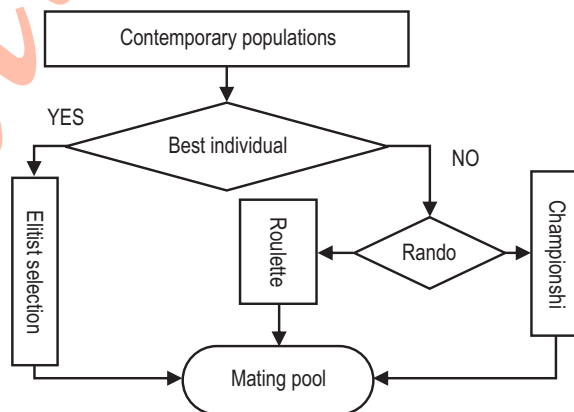 Contemporary populations
YES
Best individual
NO
Elitist selection
Roulette
Rando
Championshi
Mating pool